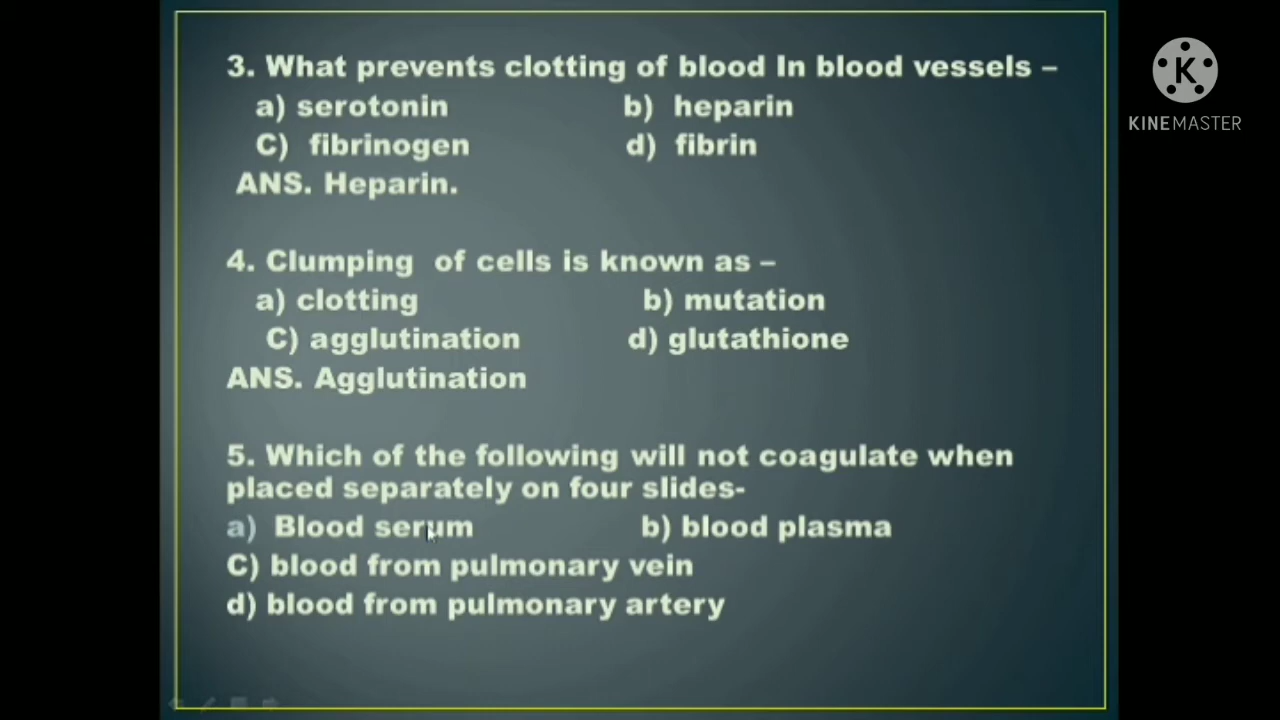 3. What prevents clotting of blood In blood vessels –
a) serotonin b) heparin
C) fibrinogen d) fibrin
ANS. Heparin.
4. Clumping of cells is known as –
a) clotting b) mutation
C) agglutination d) glutathione
ANS. Agglutination
5. Which of the following will not coagulate when
placed separately on four slides-
a) Blood serum b) blood plasma
C) blood from pulmonary vein
d) blood from pulmonary artery
K
KINEMASTER